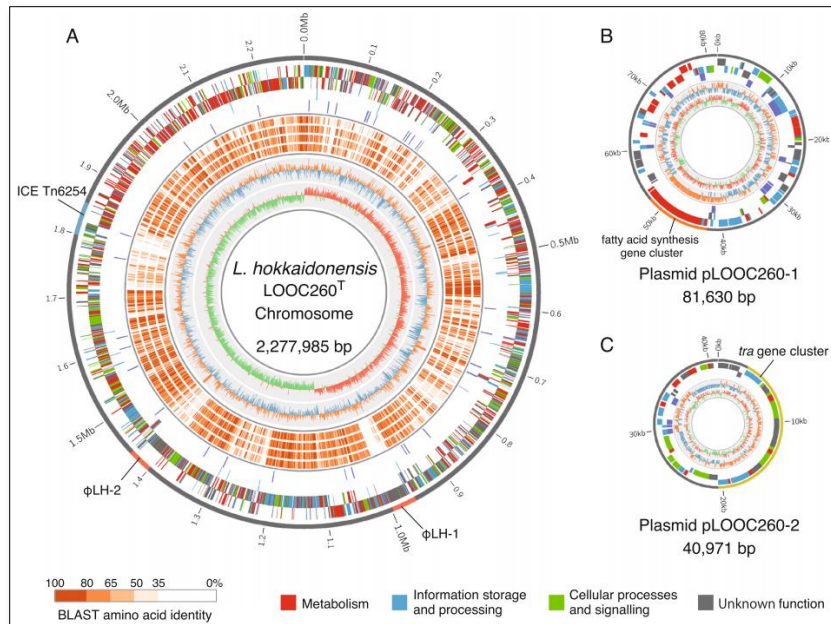 A
0.0Mb
0.1
0.2
0.3
0.4
0.5Mb
0.6
0.7
0.8
0.9
1.0Mb
1.1
1.2
1.3
1.4
1.5Mb
1.6
1.7
1.8
1.9
2.0Mb
2.1
2.2
ICE Tn6254
φLH-2
φLH-1
L. hokkaidonensis
LOOC260T
Chromosome
2,277,985 bp
B
0kb
10kb
20kb
30kb
40kb
50kb
60kb
70kb
80kb
fatty acid synthesis
gene cluster
Plasmid pLOOC260-1
81,630 bp
C
0kb
10kb
20kb
30kb
40kb
tra gene cluster
Plasmid pLOOC260-2
40,971 bp
100 80 65 50 35 0%
BLAST amino acid identity
Metabolism
Information storage
and processing
Cellular processes
and signalling
Unknown function